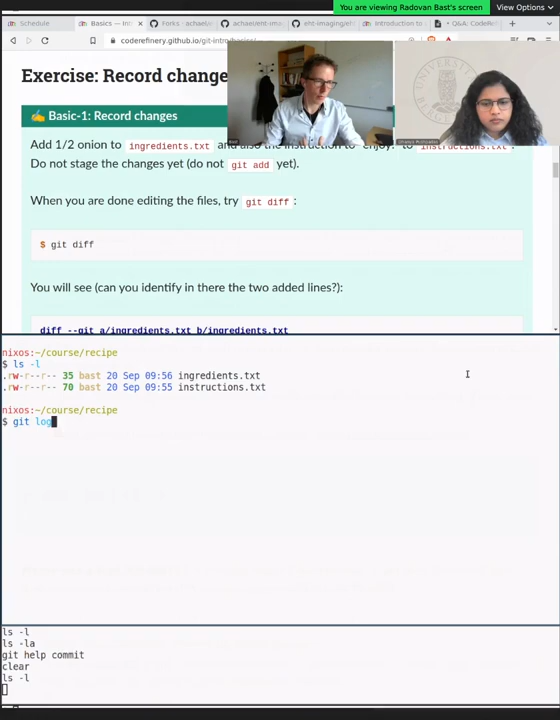 You are viewing Radovan Bast's screen
View Options
Schedule
Basics — Int
Forks · achael/
achael/eht-ima
eht-imaging/eh
Introduction to
Q&A: CodeRef
coderefinery.github.io/git-intro/basics/
Exercise: Record change
Basic-1: Record changes
Add 1/2 onion to ingredients.txt and also the instruction to "enjoy!" to instructions.txt.
Do not stage the changes yet (do not git add yet).
When you are done editing the files, try git diff :
$ git diff
You will see (can you identify in there the two added lines?):
diff --git a/ingredients.txt b/ingredients.txt
nixos:~/course/recipe
$ ls -l
.rw-r--r-- 35 bast 20 Sep 09:56 ingredients.txt
.rw-r--r-- 70 bast 20 Sep 09:55 instructions.txt
nixos:~/course/recipe
$ git log
ls -l
ls -la
git help commit
clear
ls -l